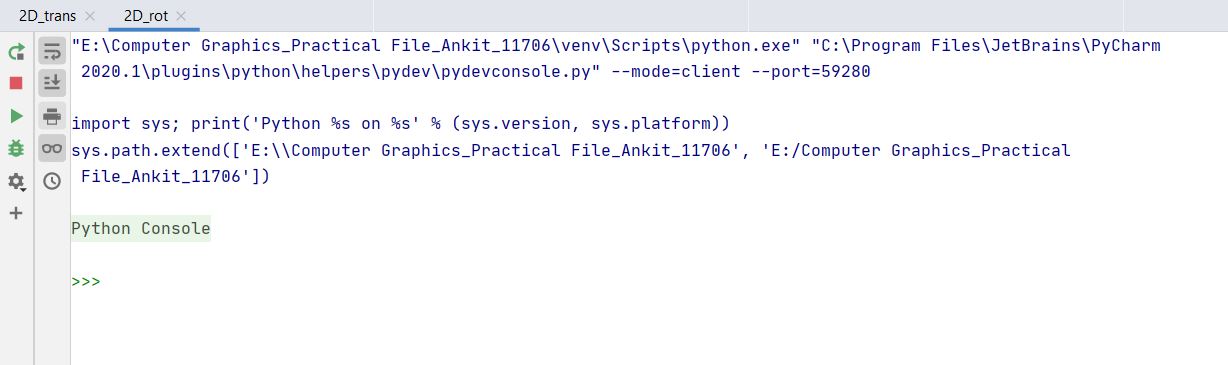 2D_trans 2D_rot
"E:\Computer Graphics_Practical File_Ankit_11706\venv\Scripts\python.exe" "C:\Program Files\JetBrains\PyCharm
2020.1\plugins\python\helpers\pydev\pydevconsole.py" --mode=client --port=59280
import sys; print('Python %s on %s' % (sys.version, sys.platform))
sys.path.extend(['E:\\Computer Graphics_Practical File_Ankit_11706', 'E:/Computer Graphics_Practical
File_Ankit_11706'])
Python Console
>>>